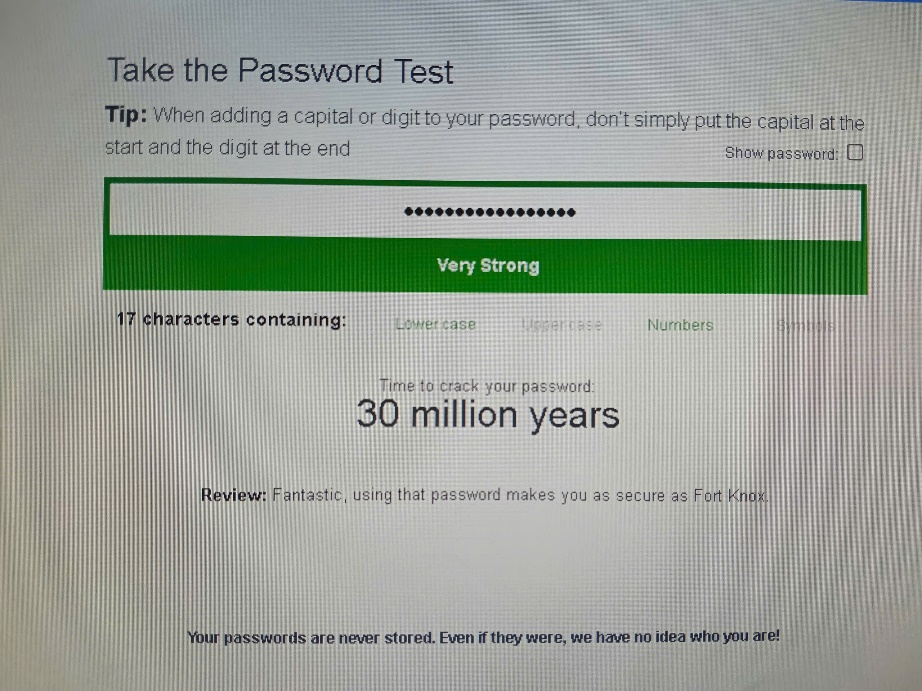 Take the Password Test
Tip: When adding a capital or digit to your password, don't simply put the capital at the
start and the digit at the end
Show password:
•••••••••••••••••
Very Strong
17 characters containing:
Lower case
Upper case
Numbers
Symbols
Time to crack your password:
30 million years
Review: Fantastic, using that password makes you as secure as Fort Knox.
Your passwords are never stored. Even if they were, we have no idea who you are!